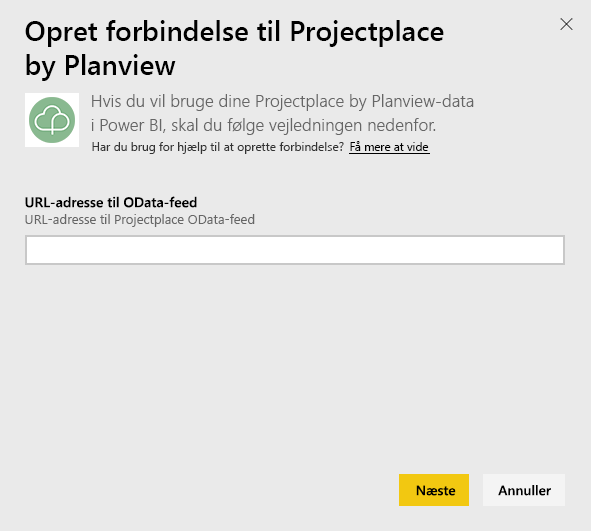 Opret forbindelse til Projectplace
by Planview
Hvis du vil bruge dine Projectplace by Planview-data
i Power BI, skal du følge vejledningen nedenfor.
Har du brug for hjælp til at oprette forbindelse? Få mere at vide
URL-adresse til OData-feed
URL-adresse til Projectplace OData-feed
Næste Annuller